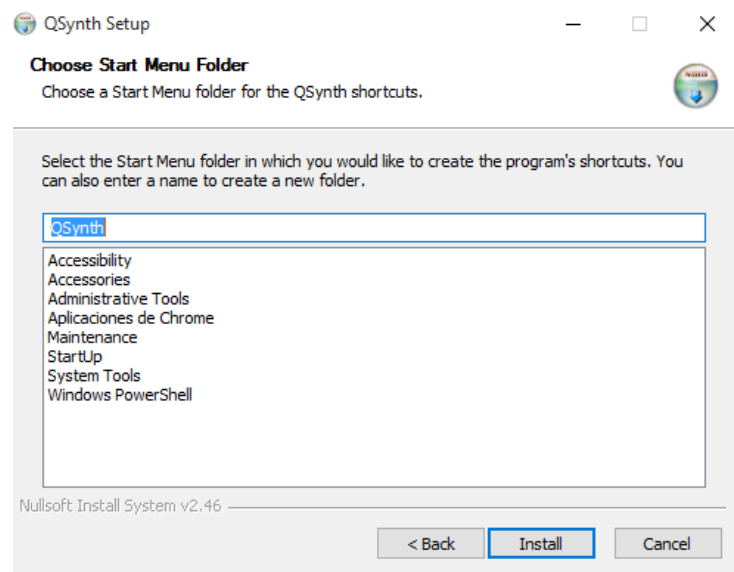 QSynth Setup
Choose Start Menu Folder
Choose a Start Menu folder for the QSynth shortcuts.
Select the Start Menu folder in which you would like to create the program's shortcuts. You
can also enter a name to create a new folder.
QSynth
Accessibility
Accessories
Administrative Tools
Aplicaciones de Chrome
Maintenance
StartUp
System Tools
Windows PowerShell
Nullsoft Install System v2.46
< Back Install Cancel